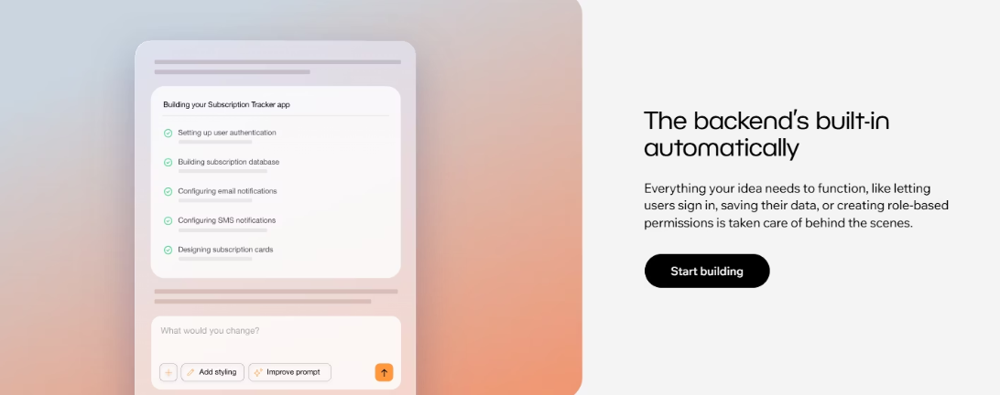 Building your Subscription Tracker app
Setting up user authentication
Building subscription database
Configuring email notifications
Configuring SMS notifications
Designing subscription cards
What would you change?
Add styling
Improve prompt
The backend's built-in
automatically
Everything your idea needs to function, like letting
users sign in, saving their data, or creating role-based
permissions is taken care of behind the scenes.
Start building